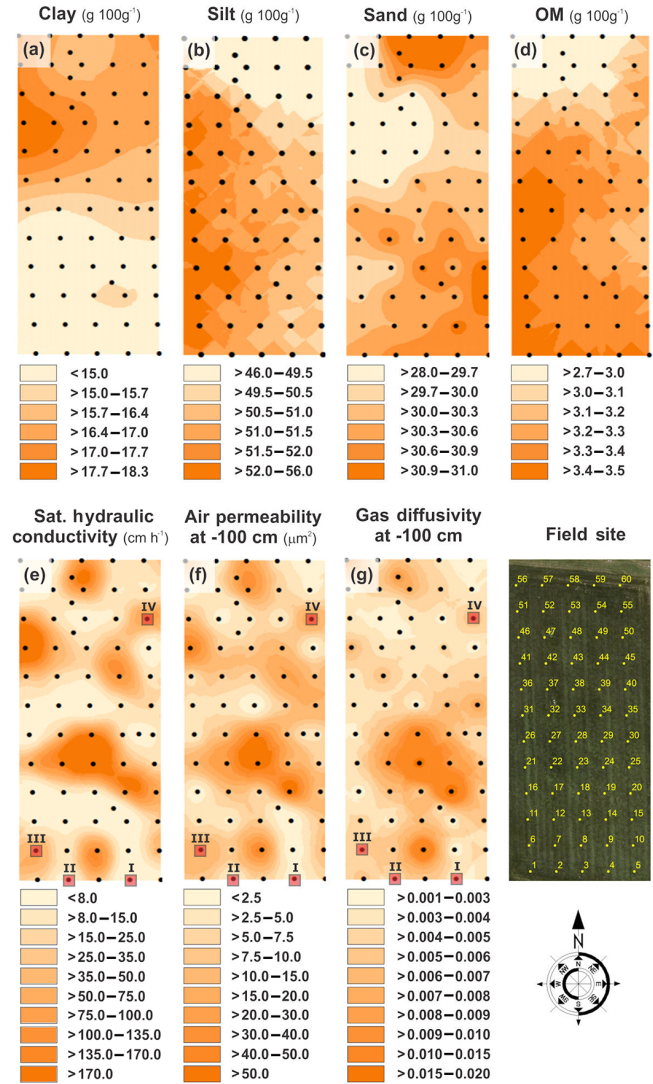 Clay (g 100g-1)
Silt (g 100g-1)
Sand (g 100g-1)
OM (g 100g-1)
(a)
(b)
(c)
(d)
<15.0
>15.0–15.7
>15.7–16.4
>16.4–17.0
>17.0–17.7
>17.7–18.3
>46.0–49.5
>49.5–50.5
>50.5–51.0
>51.0–51.5
>51.5–52.0
>52.0–56.0
>28.0–29.7
>29.7–30.0
>30.0–30.3
>30.3–30.6
>30.6–30.9
>30.9–31.0
>2.7–3.0
>3.0–3.1
>3.1–3.2
>3.2–3.3
>3.3–3.4
>3.4–3.5
Sat. hydraulic
conductivity (cm h-1)
Air permeability
at -100 cm (μm2)
Gas diffusivity
at -100 cm
Field site
(e)
IV
III
II
I
(f)
IV
III
II
I
(g)
IV
III
II
I
56 57 58 59 60
51 52 53 54 55
46 47 48 49 50
41 42 43 44 45
36 37 38 39 40
31 32 33 34 35
26 27 28 29 30
21 22 23 24 25
16 17 18 19 20
11 12 13 14 15
6 7 8 9 10
1 2 3 4 5
<8.0
>8.0–15.0
>15.0–25.0
>25.0–35.0
>35.0–50.0
>50.0–75.0
>75.0–100.0
>100.0–135.0
>135.0–170.0
>170.0
<2.5
>2.5–5.0
>5.0–7.5
>7.5–10.0
>10.0–15.0
>15.0–20.0
>20.0–30.0
>30.0–40.0
>40.0–50.0
>50.0
>0.001–0.003
>0.003–0.004
>0.004–0.005
>0.005–0.006
>0.006–0.007
>0.007–0.008
>0.008–0.009
>0.009–0.010
>0.010–0.015
>0.015–0.020
N
N
NE
E
SE
S
SW
W
NW